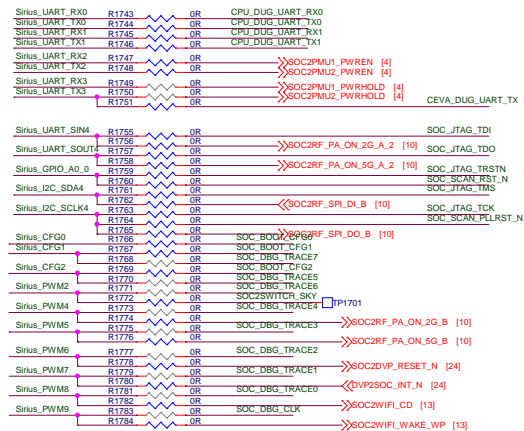 Sirius_UART_RX0 R1743 0R CPU_DUG_UART_RX0
Sirius_UART_TX0 R1744 0R CPU_DUG_UART_TX0
Sirius_UART_RX1 R1745 0R CPU_DUG_UART_RX1
Sirius_UART_TX1 R1746 0R CPU_DUG_UART_TX1
Sirius_UART_RX2 R1747 0R SOC2PMU1_PWREN [4]
Sirius_UART_TX2 R1748 0R SOC2PMU2_PWREN [4]
Sirius_UART_RX3 R1749 0R SOC2PMU1_PWRHOLD [4]
Sirius_UART_TX3 R1750 0R SOC2PMU2_PWRHOLD [4]
R1751 0R CEVA_DUG_UART_TX
Sirius_UART_SIN4 R1755 0R SOC_JTAG_TDI
R1756 0R SOC2RF_PA_ON_2G_A_2 [10]
Sirius_UART_SOUT4 R1757 0R SOC_JTAG_TDO
R1758 0R SOC2RF_PA_ON_5G_A_2 [10]
Sirius_GPIO_A0_0 R1759 0R SOC_JTAG_TRSTN
R1760 0R SOC_SCAN_RST_N
Sirius_I2C_SDA4 R1761 0R SOC_JTAG_TMS
R1762 0R SOC2RF_SPI_DI_B [10]
Sirius_I2C_SCLK4 R1763 0R SOC_JTAG_TCK
R1764 0R SOC_SCAN_PLLRST_N
R1765 0R SOC2RF_SPI_DO_B [10]
Sirius_CFG0 R1766 0R SOC_BOOT_CFG0
Sirius_CFG1 R1767 0R SOC_BOOT_CFG1
R1768 0R SOC_DBG_TRACE7
Sirius_CFG2 R1769 0R SOC_BOOT_CFG2
R1770 0R SOC_DBG_TRACE5
Sirius_PWM2 R1771 0R SOC_DBG_TRACE6
R1772 0R SOC2SWITCH_SKY TP1701
Sirius_PWM4 R1773 0R SOC_DBG_TRACE4
R1774 0R SOC2RF_PA_ON_2G_B [10]
Sirius_PWM5 R1775 0R SOC_DBG_TRACE3
R1776 0R SOC2RF_PA_ON_5G_B [10]
Sirius_PWM6 R1777 0R SOC_DBG_TRACE2
R1778 0R SOC2DVP_RESET_N [24]
Sirius_PWM7 R1779 0R SOC_DBG_TRACE1
R1780 0R DVP2SOC_INT_N [24]
Sirius_PWM8 R1781 0R SOC_DBG_TRACE0
R1782 0R SOC2WIFI_CD [13]
Sirius_PWM9 R1783 0R SOC_DBG_CLK
R1784 0R SOC2WIFI_WAKE_WP [13]